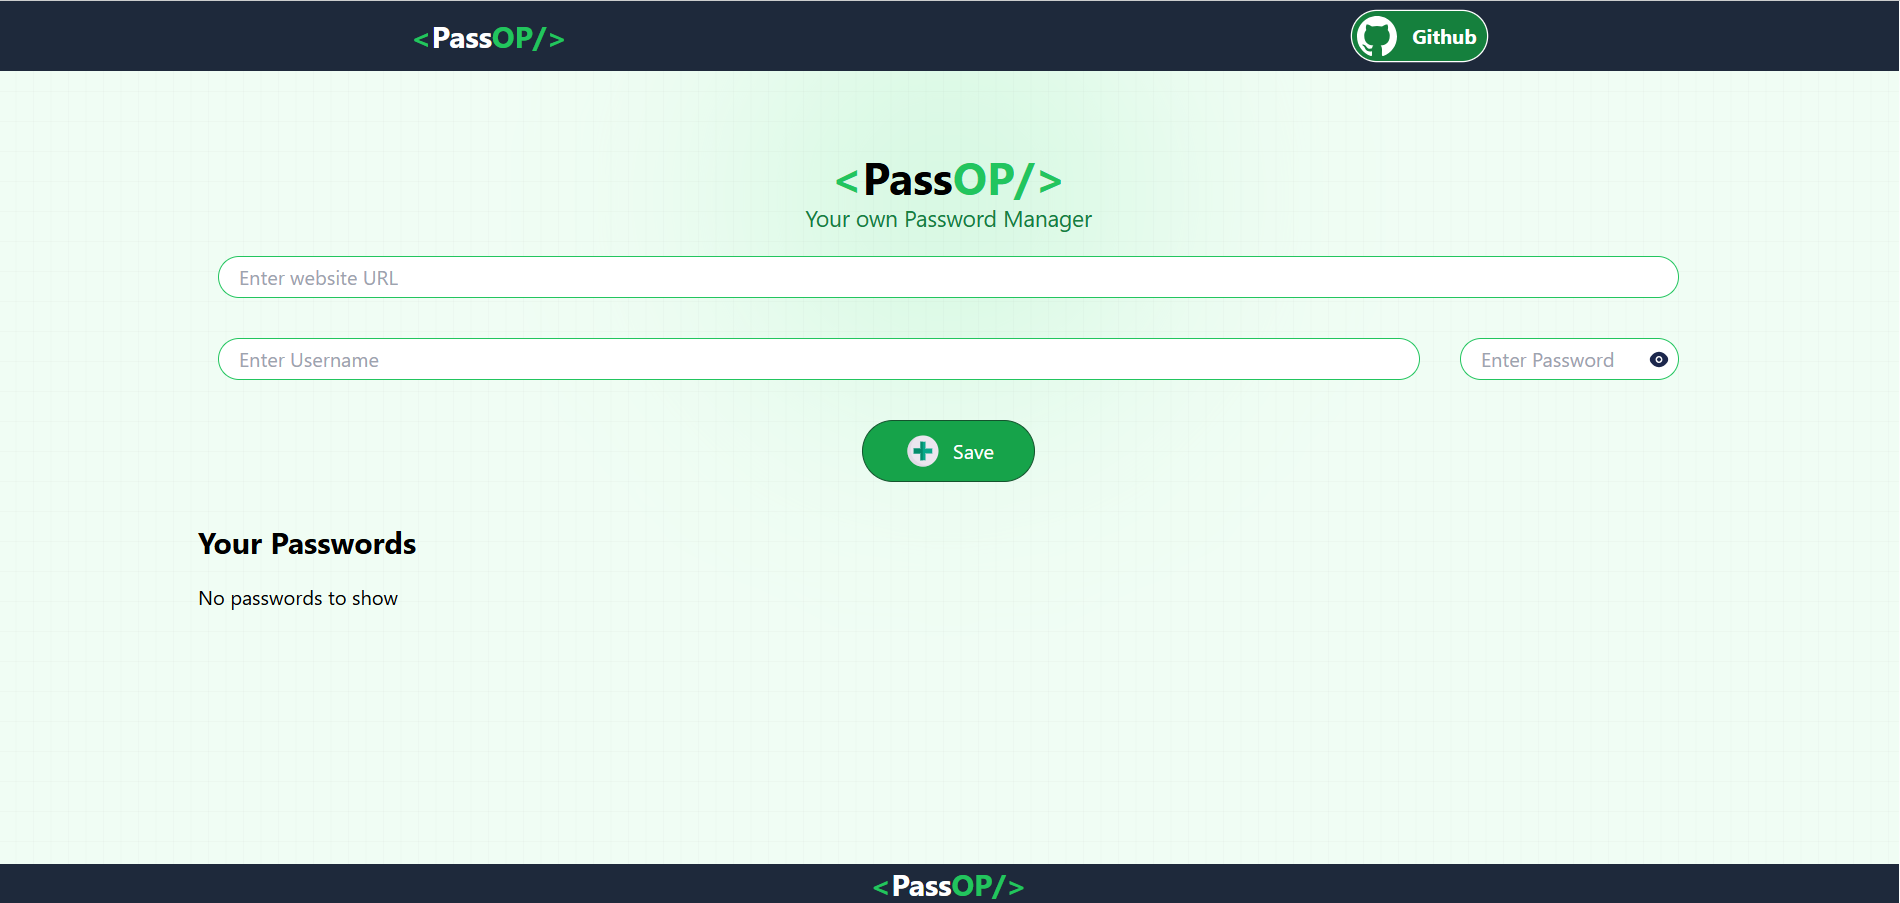 <PassOP/>
Github
<PassOP/>
Your own Password Manager
Enter website URL
Enter Username
Enter Password
Save
Your Passwords
No passwords to show
<PassOP/>